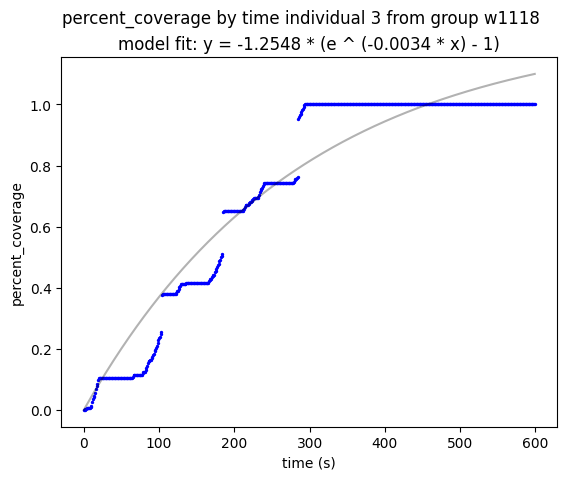 percent_coverage by time individual 3 from group w1118
model fit: y = -1.2548 * (e ^ (-0.0034 * x) - 1)
1.0
0.8
0.6
0.4
0.2
0.0
percent_coverage
0 100 200 300 400 500 600
time (s)